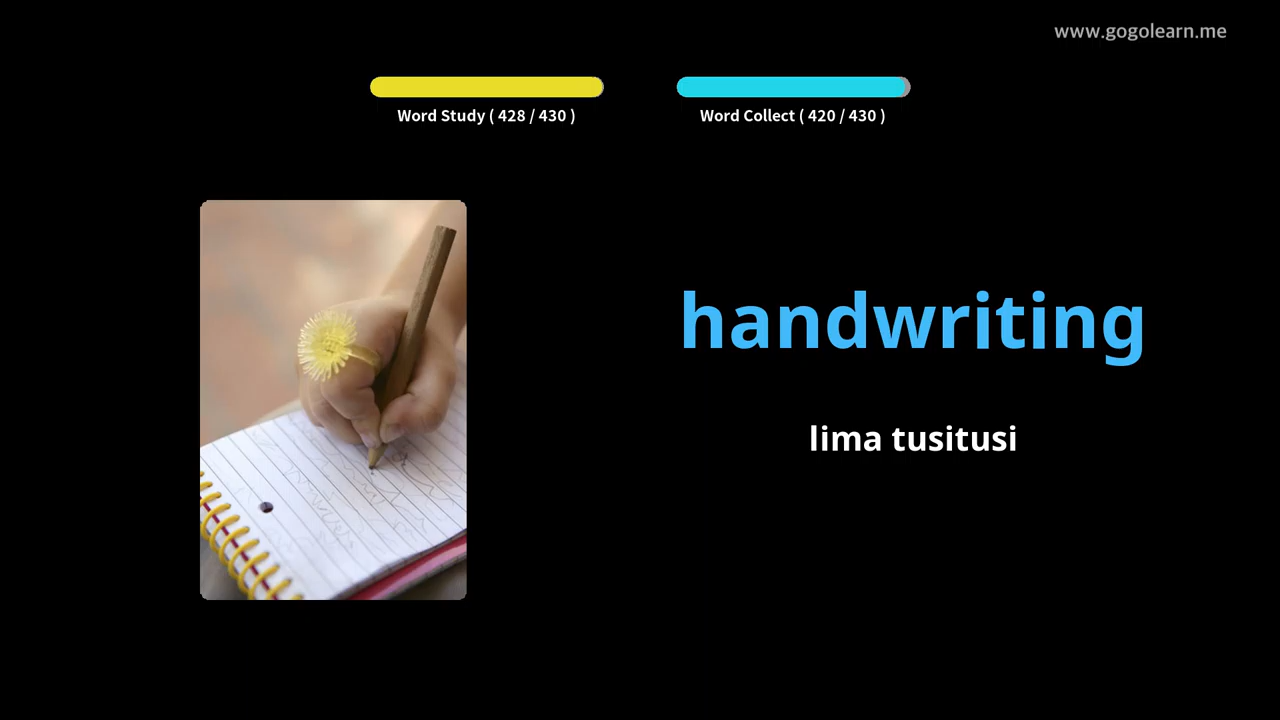 www.gogolearn.me
Word Study ( 428 / 430 )
Word Collect ( 420 / 430 )
handwriting
lima tusitusi